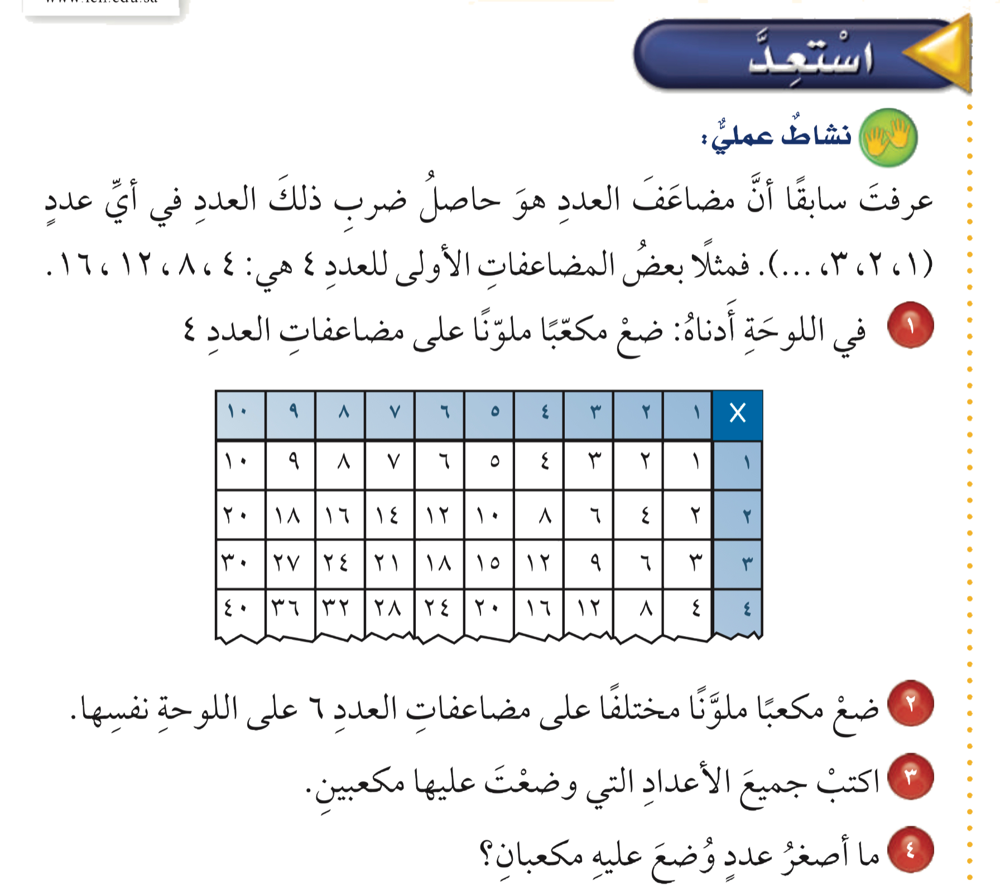 www.ien.edu.sa
اسْتَعِدَّ
نشاطٌ عمليٌّ:
عرفتَ سابقًا أنَّ مضاعَفَ العددِ هوَ حاصلُ ضربِ ذلكَ العددِ في أيِّ عددٍ
(١، ٢، ٣، ...). فمثلًا بعضُ المضاعفاتِ الأولى للعددِ ٤ هي: ٤، ٨، ١٢، ١٦.
١ في اللوحَةِ أَدناهُ: ضعْ مكعّبًا ملوّنًا على مضاعفاتِ العددِ ٤
X ١ ٢ ٣ ٤ ٥ ٦ ٧ ٨ ٩ ١٠
١ ١ ٢ ٣ ٤ ٥ ٦ ٧ ٨ ٩ ١٠
٢ ٢ ٤ ٦ ٨ ١٠ ١٢ ١٤ ١٦ ١٨ ٢٠
٣ ٣ ٦ ٩ ١٢ ١٥ ١٨ ٢١ ٢٤ ٢٧ ٣٠
٤ ٤ ٨ ١٢ ١٦ ٢٠ ٢٤ ٢٨ ٣٢ ٣٦ ٤٠
٢ ضعْ مكعبًا ملوَّنًا مختلفًا على مضاعفاتِ العددِ ٦ على اللوحةِ نفسِها.
٣ اكتبْ جميعَ الأعدادِ التي وضعْتَ عليها مكعبينِ.
٤ ما أصغرُ عددٍ وُضعَ عليهِ مكعبانِ؟